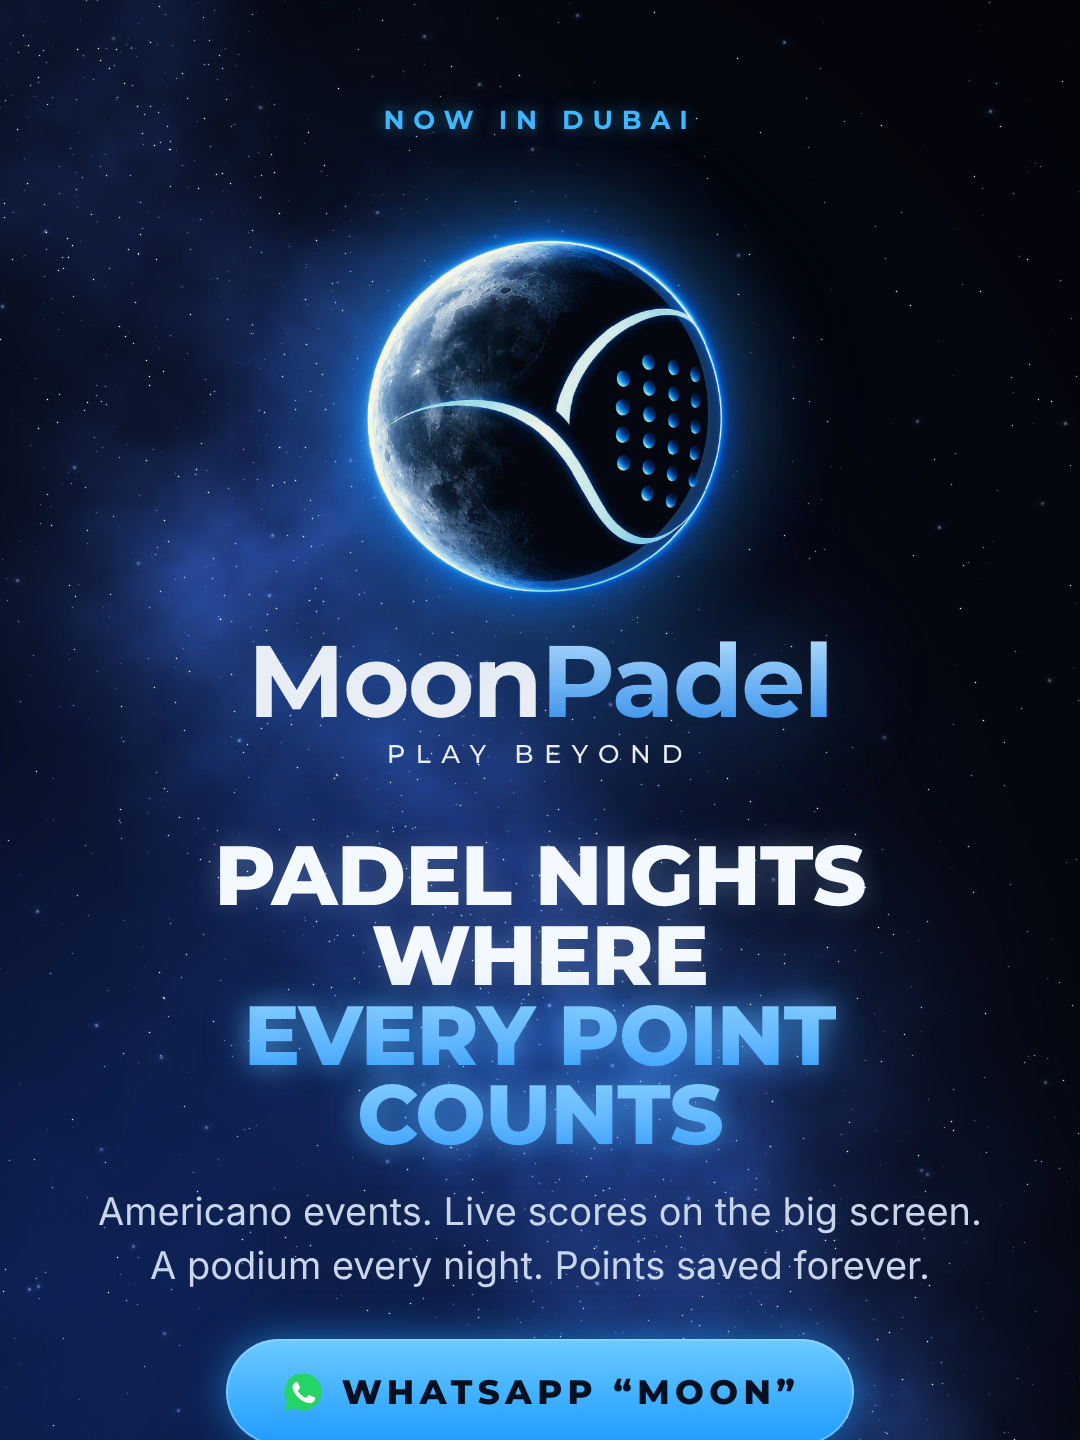 NOW IN DUBAI
MoonPadel
PLAY BEYOND
PADEL NIGHTS
WHERE
EVERY POINT
COUNTS
Americano events. Live scores on the big screen.
A podium every night. Points saved forever.
WHATSAPP “MOON”